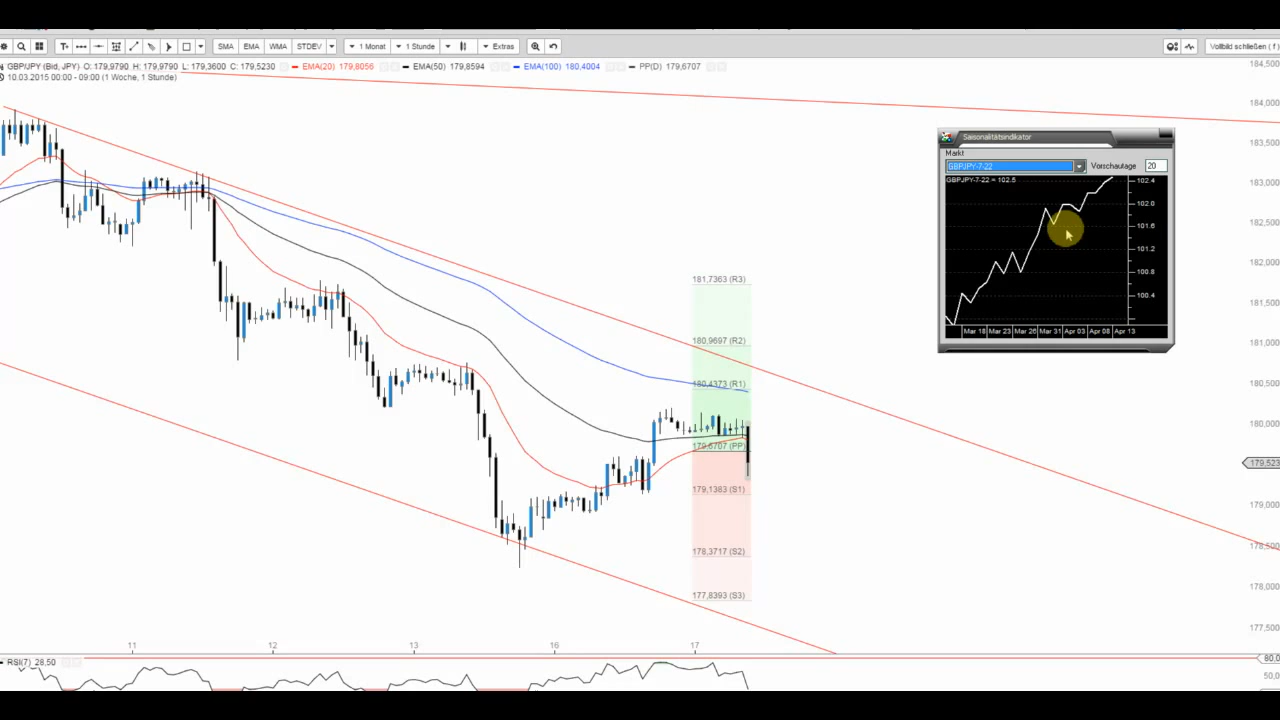 SMA EMA WMA STDEV 1 Monat 1 Stunde Extras Vollbild schließen ( f )
GBP/JPY (Bid, JPY) O: 179,9790 H: 179,9790 L: 179,3600 C: 179,5230 EMA(20) 179,8056 EMA(50) 179,8594 EMA(100) 180,4004 PP(D) 179,6707
10.03.2015 00:00 - 09:00 (1 Woche, 1 Stunde)
184,500
184,000
183,500
183,000
182,500
182,000
181,500
181,000
180,500
180,000
179,523
179,000
178,500
178,000
177,500
Saisonalitätsindikator
Markt
GBPJPY-7-22 Vorschautage 20
GBPJPY-7-22 = 102.5
102.4
102.0
101.6
101.2
100.8
100.4
Mar 18 Mar 23 Mar 26 Mar 31 Apr 03 Apr 08 Apr 13
181,7363 (R3)
180,9697 (R2)
180,4373 (R1)
179,6707 (PP)
179,1383 (S1)
178,3717 (S2)
177,8393 (S3)
11 12 13 16 17
RSI(7) 28,50
80,0
50,0